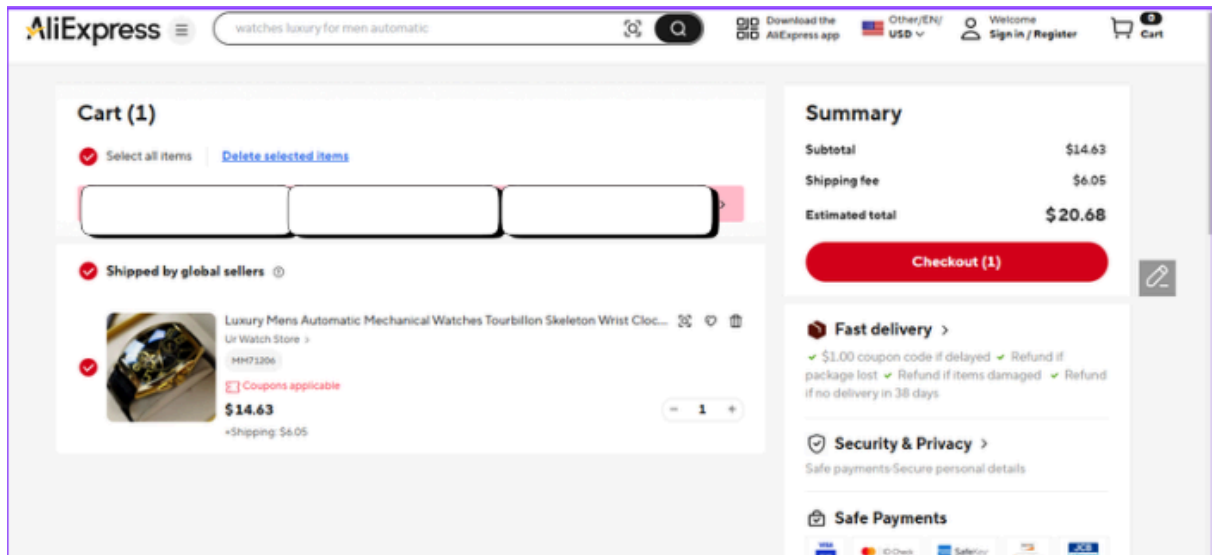 AliExpress
watches luxury for men automatic
Download the
AliExpress app
Other/EN/
USD
Welcome
Sign in / Register
0
Cart
Cart (1)
Select all items
Delete selected items
Shipped by global sellers
Luxury Mens Automatic Mechanical Watches Tourbillon Skeleton Wrist Cloc...
Ur Watch Store >
MM71206
Coupons applicable
$14.63
- 1 +
+Shipping: $6.05
Summary
Subtotal $14.63
Shipping fee $6.05
Estimated total $20.68
Checkout (1)
Fast delivery >
$1.00 coupon code if delayed Refund if
package lost Refund if items damaged Refund
if no delivery in 38 days
Security & Privacy >
Safe payments·Secure personal details
Safe Payments
VISA ID Check SafeKey JCB